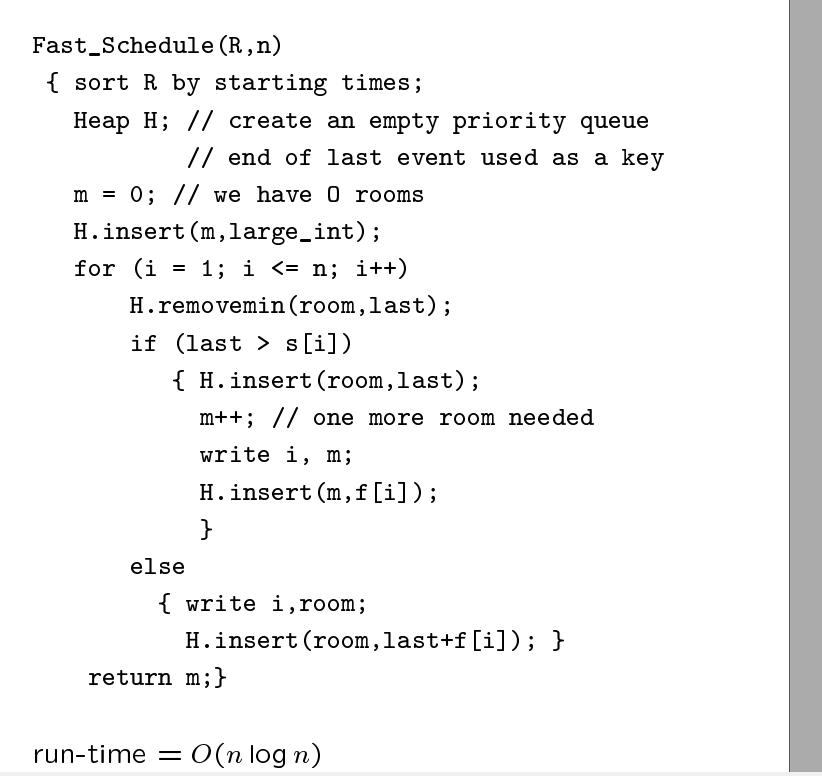 Fast_Schedule(R,n)
{ sort R by starting times;
Heap H; // create an empty priority queue
// end of last event used as a key
m = 0; // we have 0 rooms
H.insert(m,large_int);
for (i = 1; i <= n; i++)
H.removemin(room,last);
if (last > s[i])
{ H.insert(room,last);
m++; // one more room needed
write i, m;
H.insert(m,f[i]);
}
else
{ write i,room;
H.insert(room,last+f[i]); }
return m;}
run-time = O(n log n)